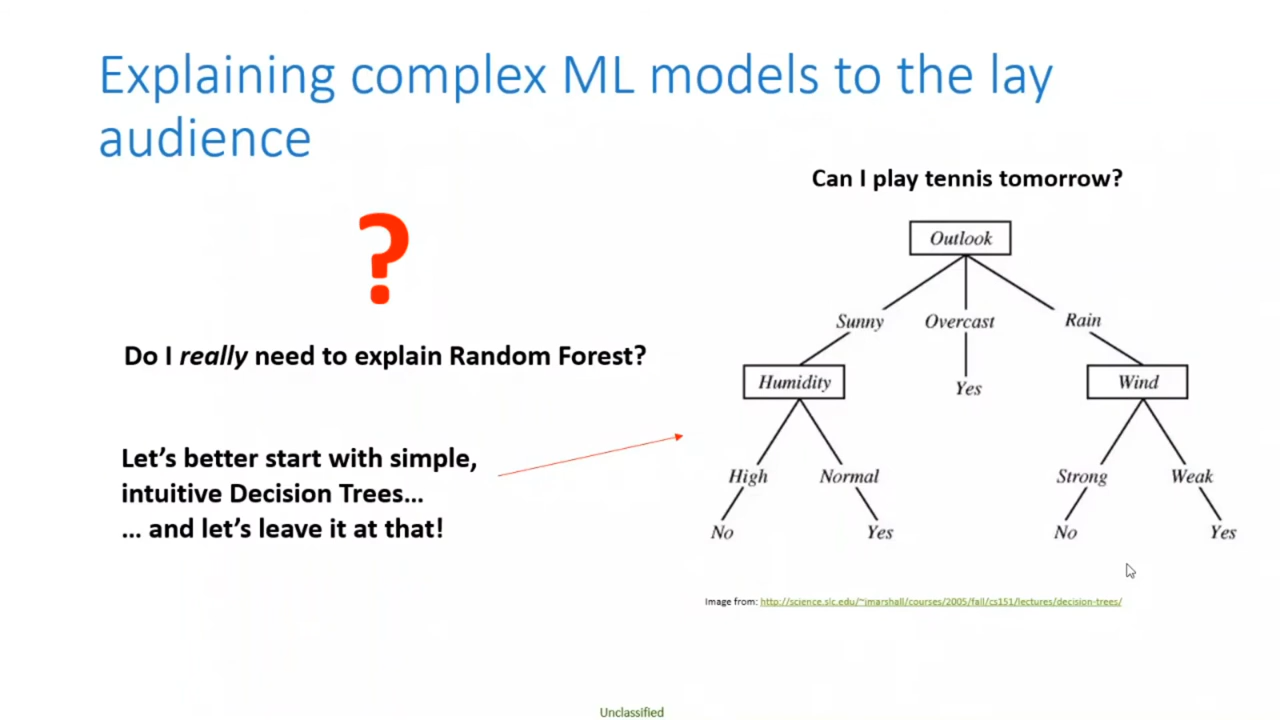 Explaining complex ML models to the lay
audience
?
Do I really need to explain Random Forest?
Let's better start with simple,
intuitive Decision Trees...
... and let's leave it at that!
Can I play tennis tomorrow?
Outlook
Sunny Overcast Rain
Humidity Yes Wind
High Normal Strong Weak
No Yes No Yes
Image from: http://science.slc.edu/~jmarshall/courses/2005/fall/cs151/lectures/decision-trees/
Unclassified